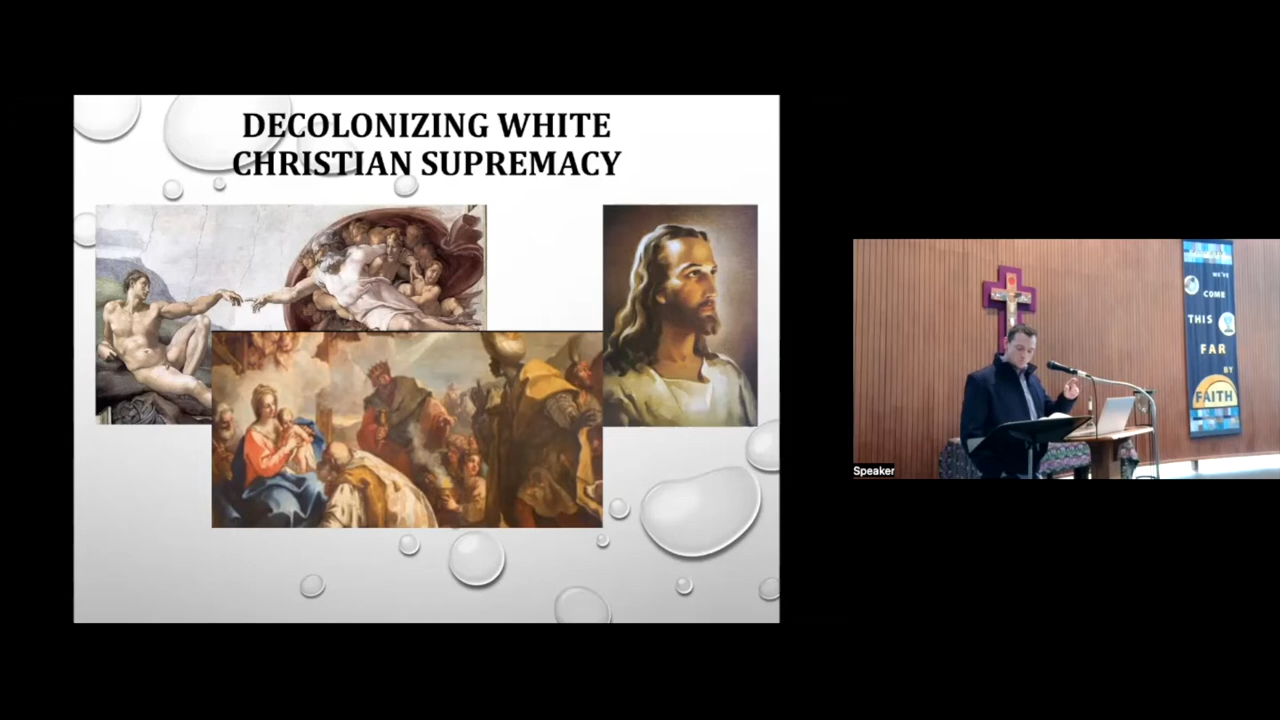 DECOLONIZING WHITE
CHRISTIAN SUPREMACY
WE'VE
COME
THIS
FAR
BY
FAITH
Speaker